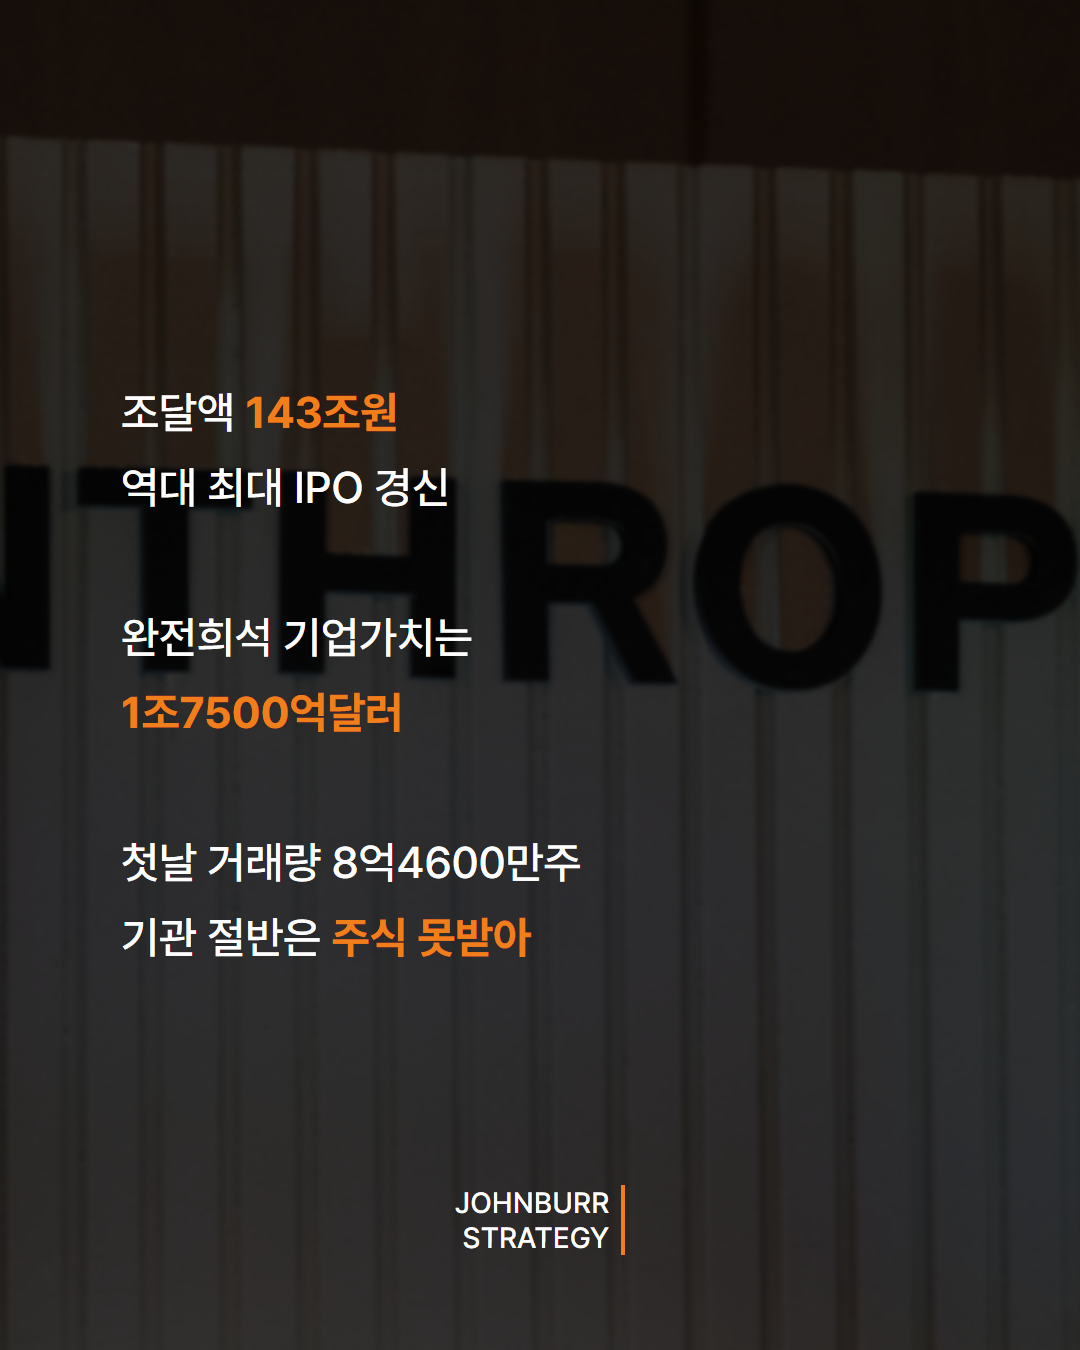 조달액 143조원
역대 최대 IPO 경신
NTHROP
완전희석 기업가치는
1조7500억달러
첫날 거래량 8억4600만주
기관 절반은 주식 못받아
JOHNBURR
STRATEGY